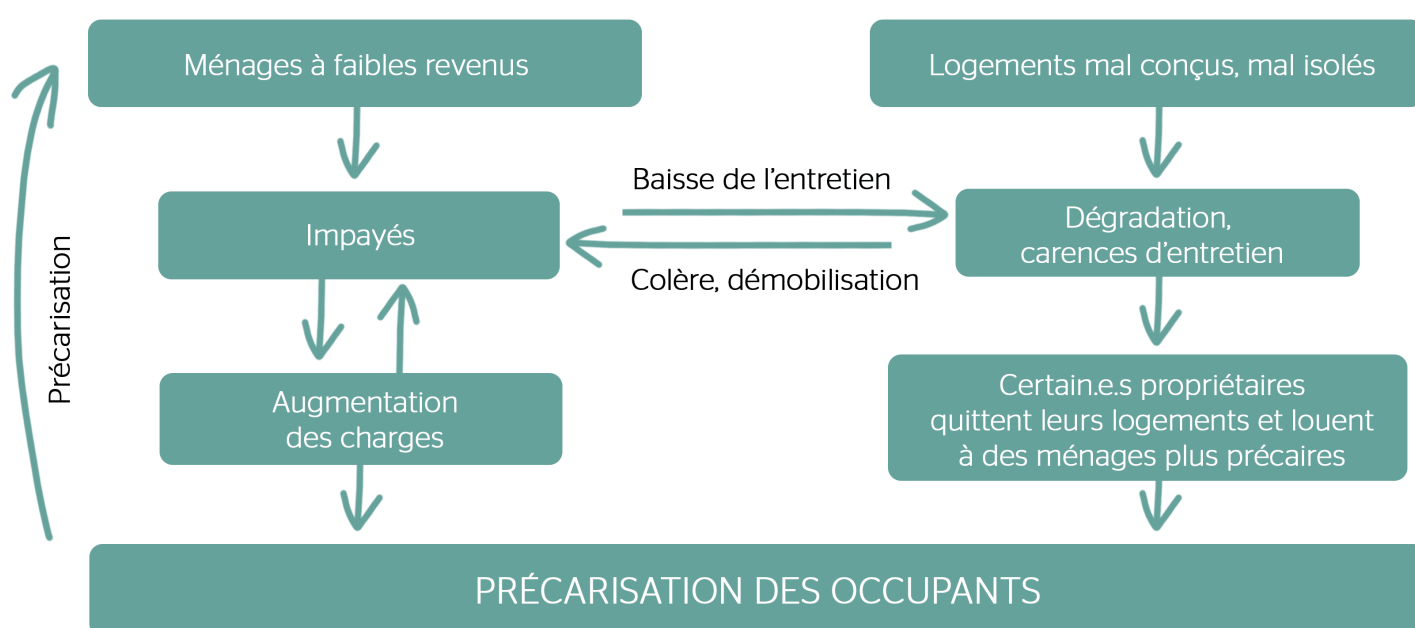 Ménages à faibles revenus
Logements mal conçus, mal isolés
Baisse de l'entretien
Impayés
Dégradation,
carences d'entretien
Colère, démobilisation
Précarisation
Augmentation
des charges
Certain.e.s propriétaires
quittent leurs logements et louent
à des ménages plus précaires
PRÉCARISATION DES OCCUPANTS